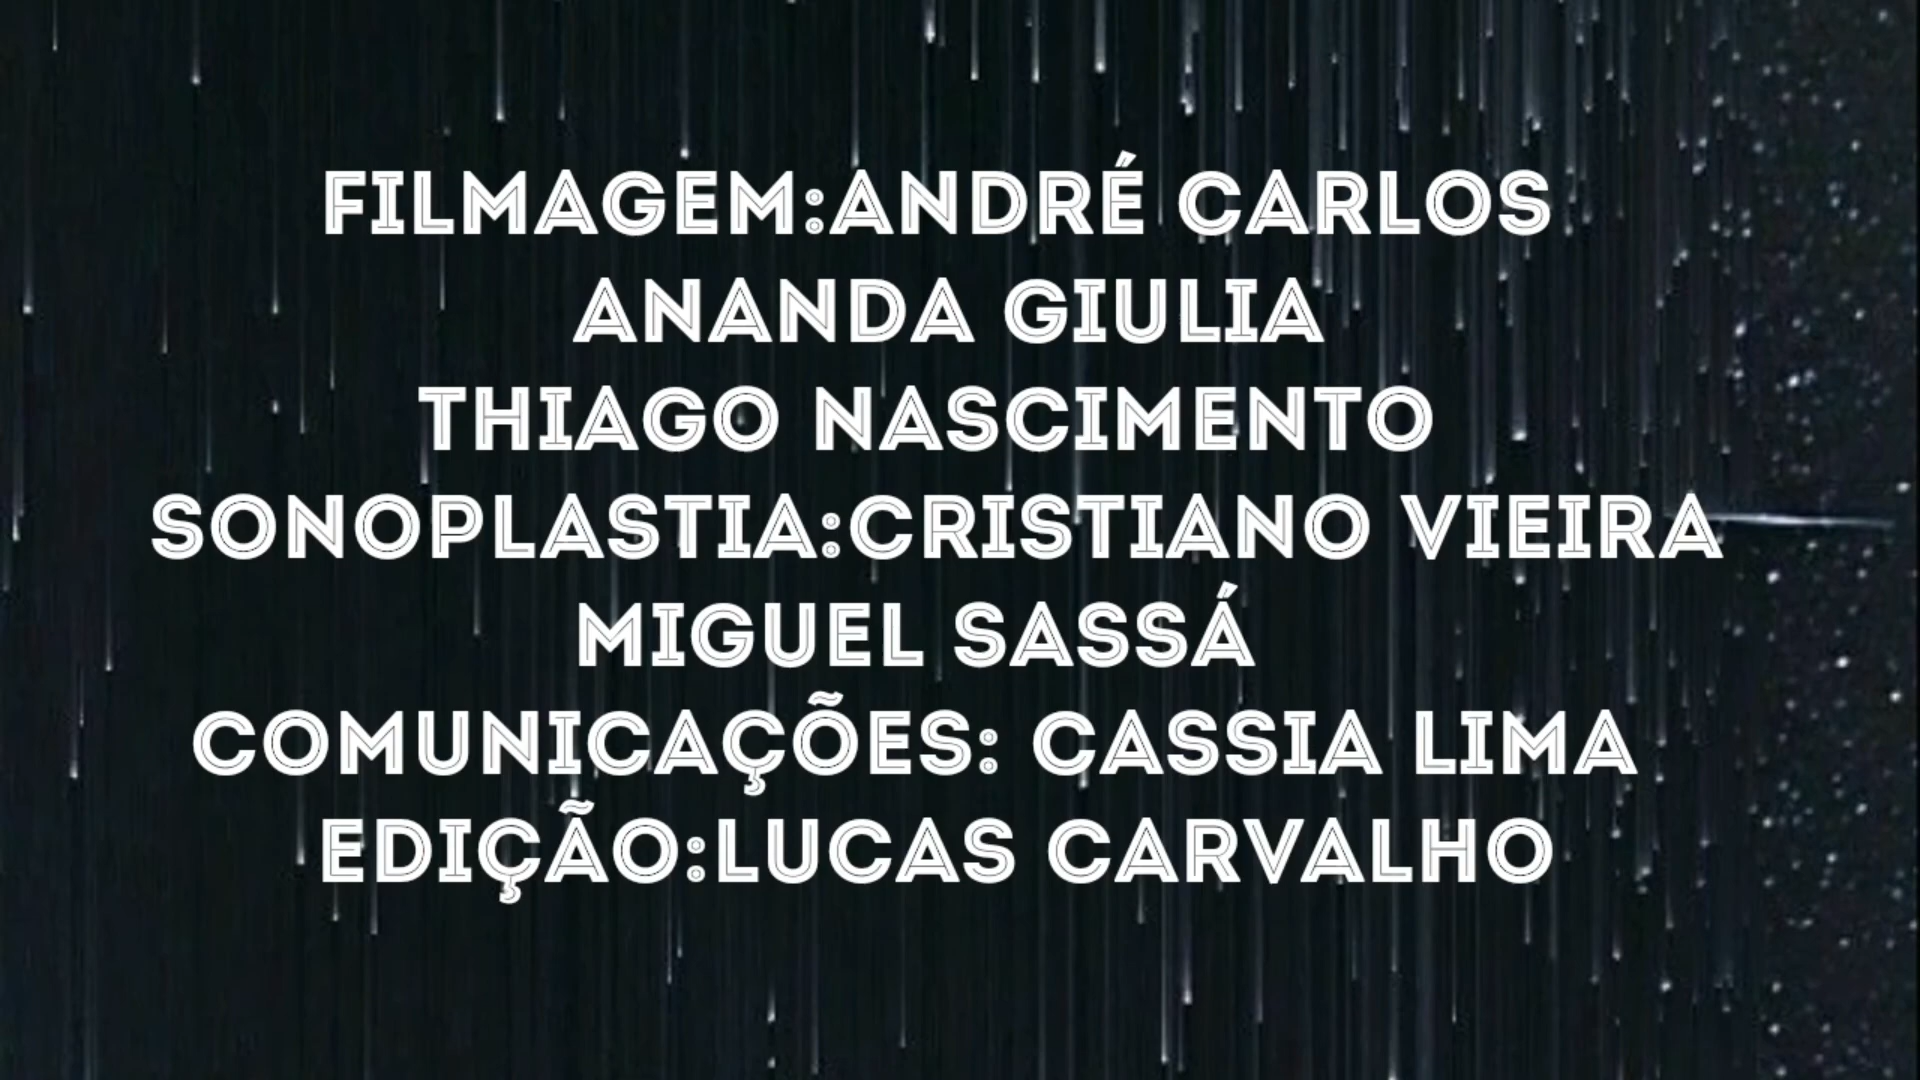 FILMAGEM:ANDRÉ CARLOS
ANANDA GIULIA
THIAGO NASCIMENTO
SONOPLASTIA:CRISTIANO VIEIRA
MIGUEL SASSÁ
COMUNICAÇÕES: CASSIA LIMA
EDIÇÃO:LUCAS CARVALHO